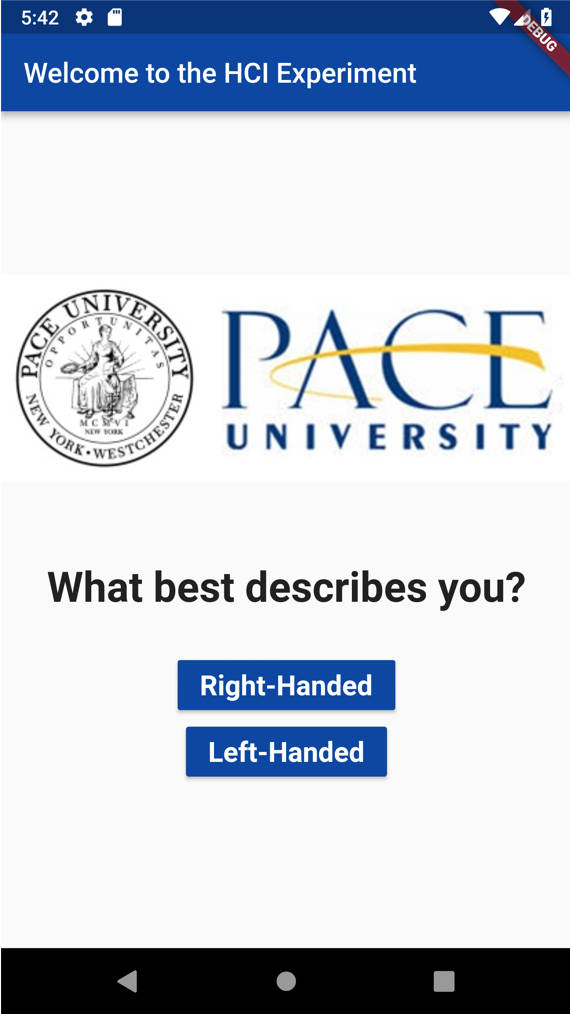 5:42
DEBUG
Welcome to the HCI Experiment
PACE UNIVERSITY
OPPORTUNITAS
MCMVI
NEW YORK
NEW YORK • WESTCHESTER
PACE
UNIVERSITY
What best describes you?
Right-Handed
Left-Handed